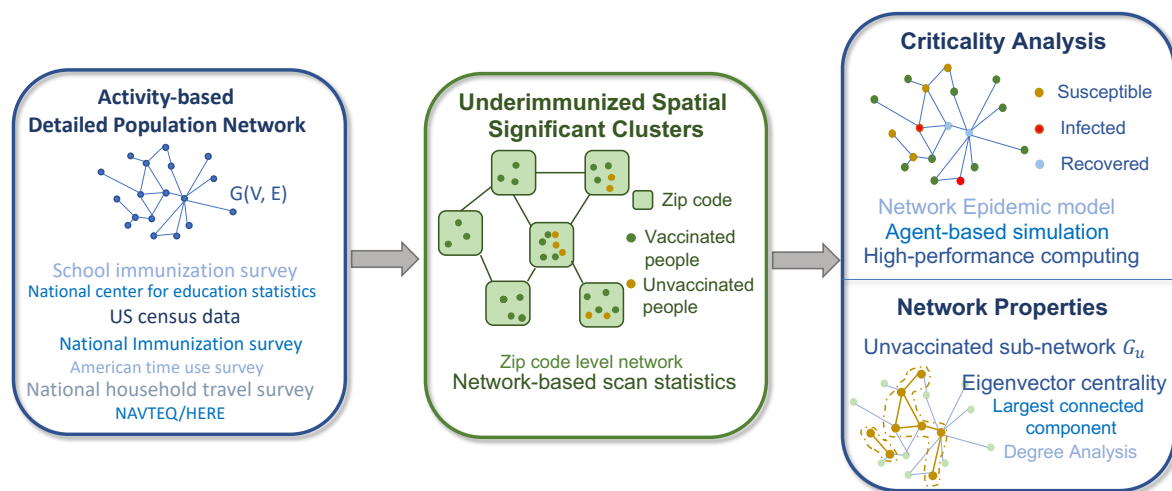 Activity-based
Detailed Population Network
G(V, E)
School immunization survey
National center for education statistics
US census data
National Immunization survey
American time use survey
National household travel survey
NAVTEQ/HERE
Underimmunized Spatial
Significant Clusters
Zip code
Vaccinated
people
Unvaccinated
people
Zip code level network
Network-based scan statistics
Criticality Analysis
Susceptible
Infected
Recovered
Network Epidemic model
Agent-based simulation
High-performance computing
Network Properties
Unvaccinated sub-network G_u
Eigenvector centrality
Largest connected
component
Degree Analysis